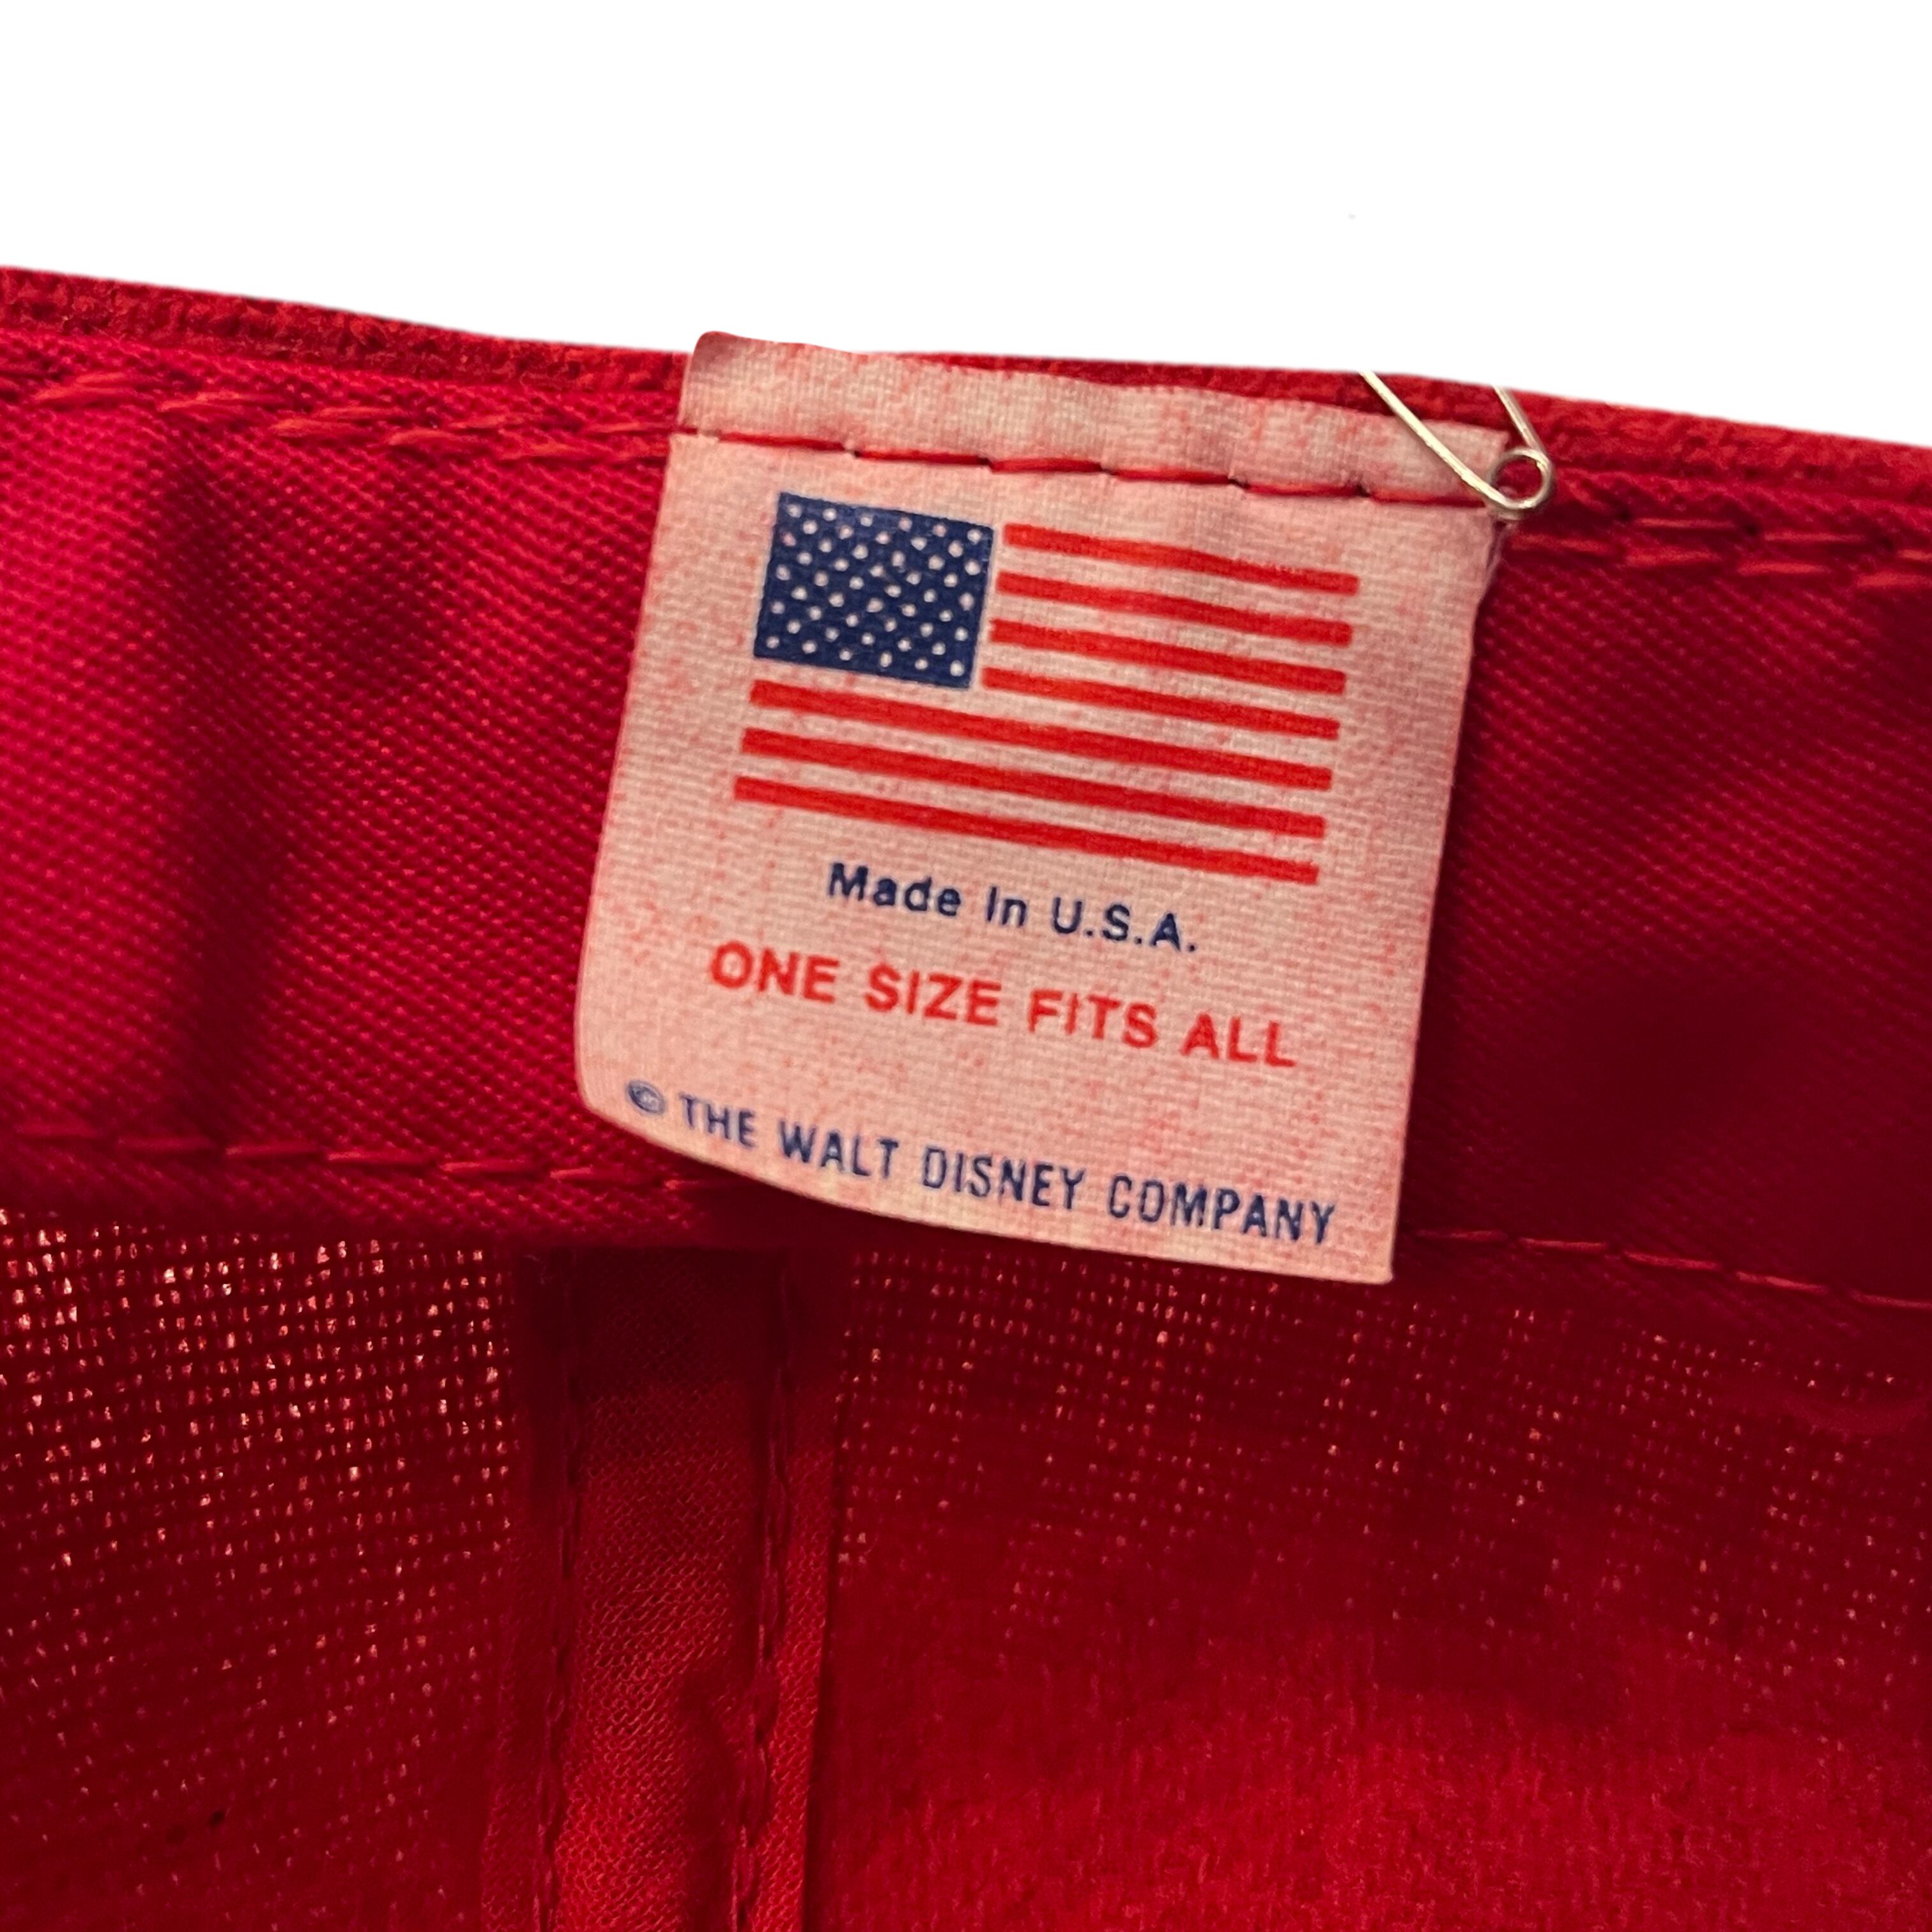 Made In U.S.A.
ONE SIZE FITS ALL
© THE WALT DISNEY COMPANY